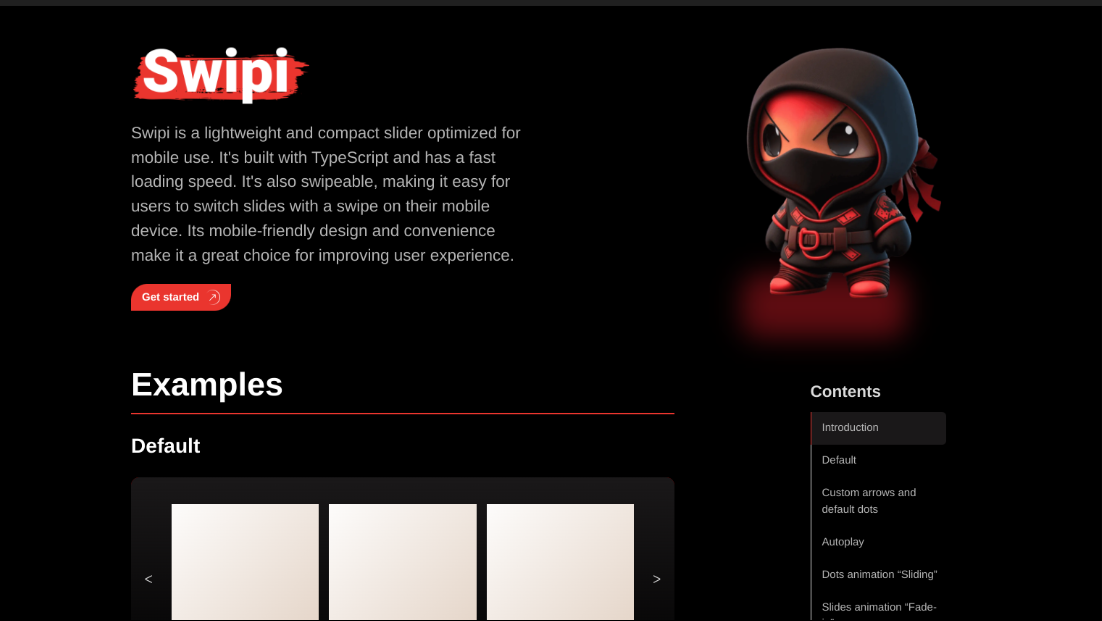 Swipi
Swipi is a lightweight and compact slider optimized for
mobile use. It's built with TypeScript and has a fast
loading speed. It's also swipeable, making it easy for
users to switch slides with a swipe on their mobile
device. Its mobile-friendly design and convenience
make it a great choice for improving user experience.
Get started
Examples
Default
<
>
Contents
Introduction
Default
Custom arrows and
default dots
Autoplay
Dots animation “Sliding”
Slides animation “Fade-